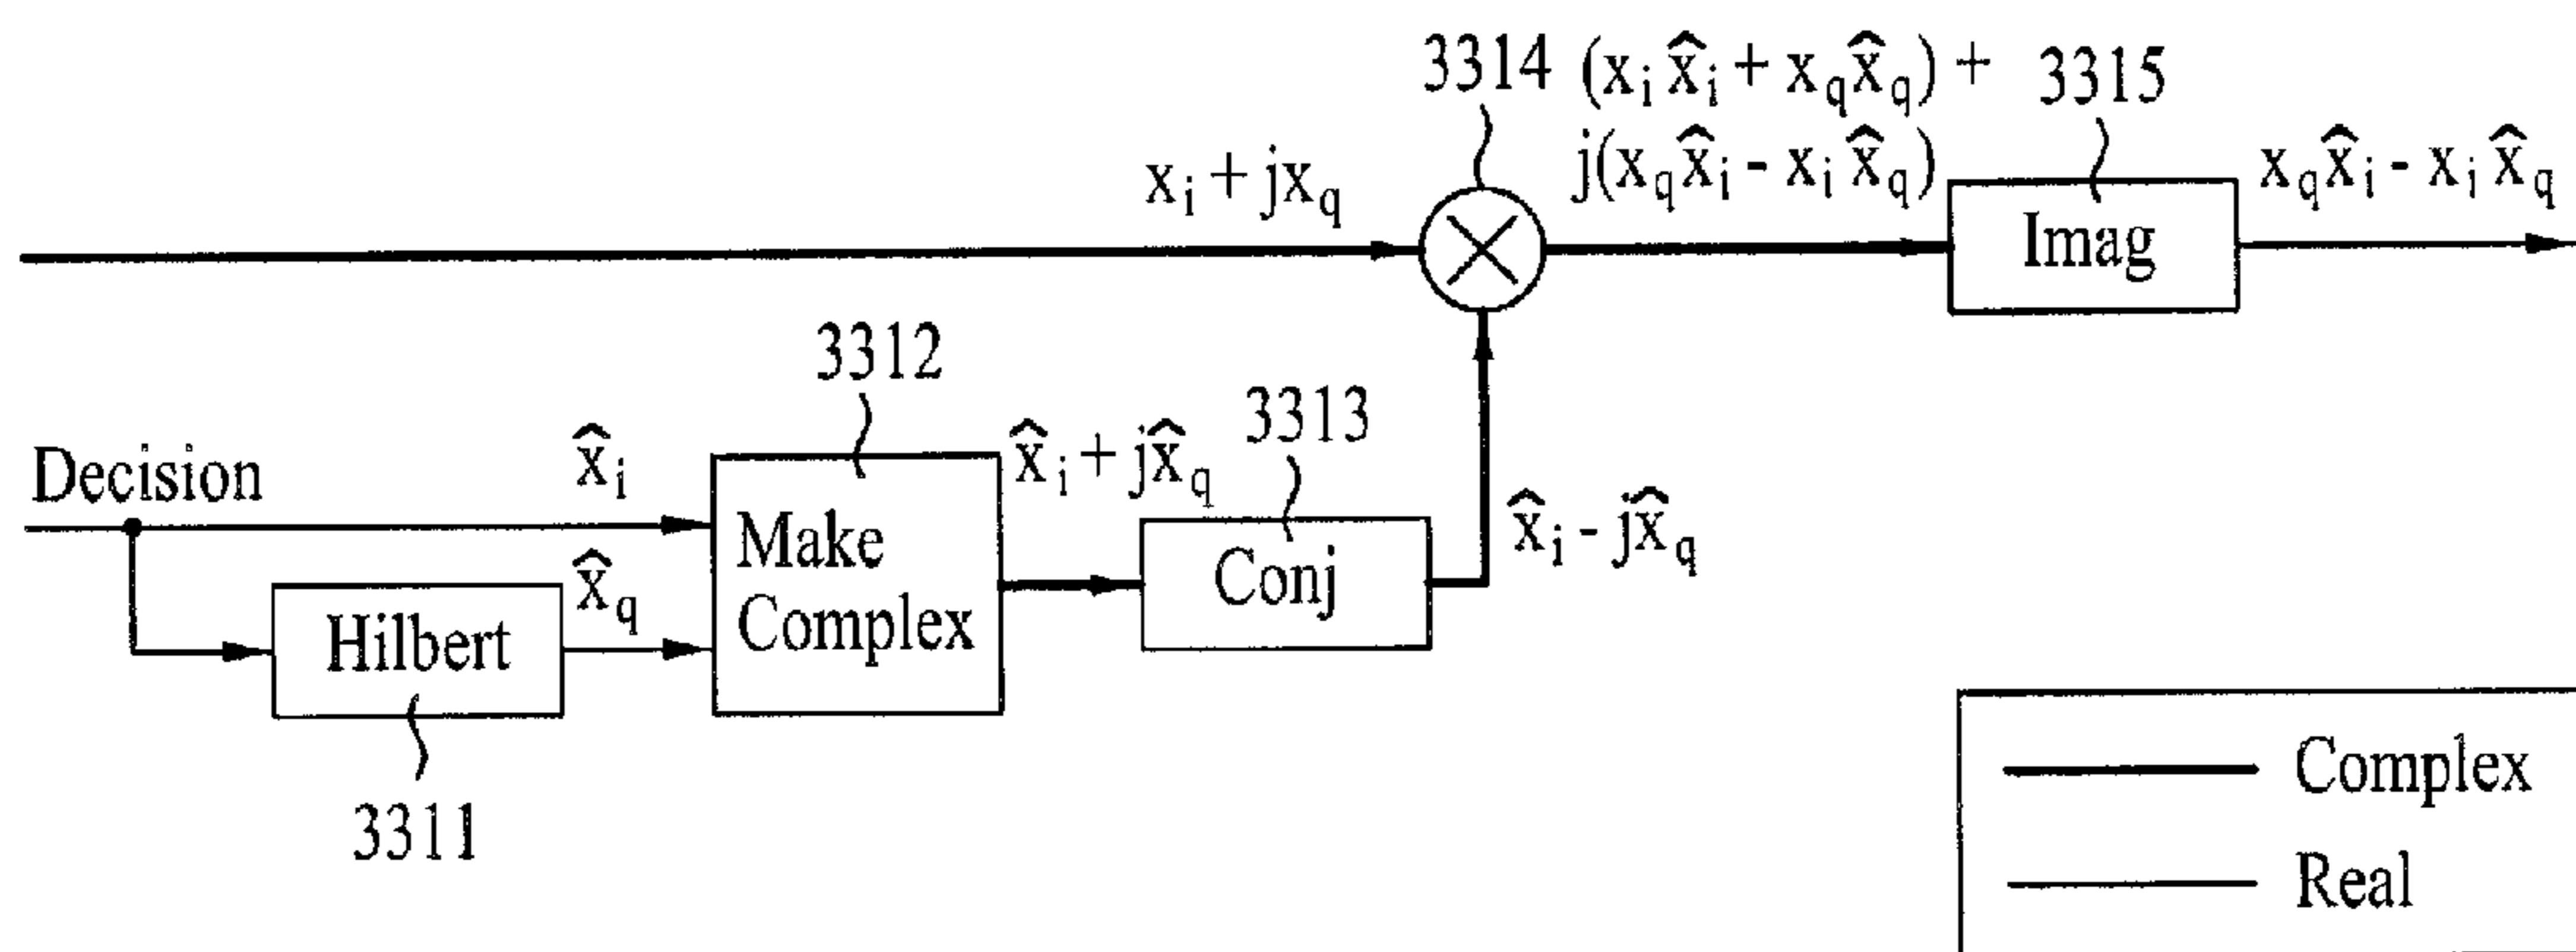 3314
(x_i x̂_i + x_q x̂_q) +
j(x_q x̂_i - x_i x̂_q)
3315
x_i + jx_q
Imag
x_q x̂_i - x_i x̂_q
3312
3313
Decision
x̂_i
x̂_q
Hilbert
3311
Make
Complex
x̂_i + jx̂_q
Conj
x̂_i - jx̂_q
Complex
Real